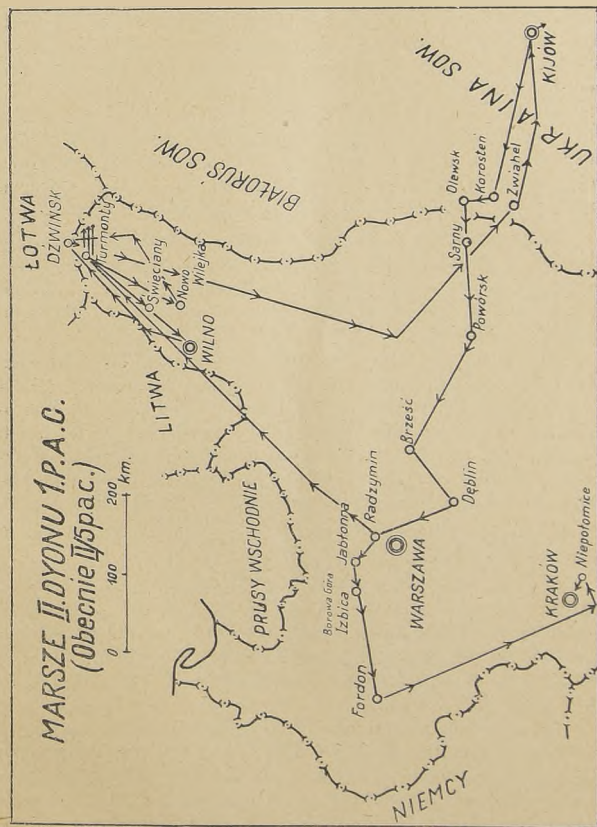 MARSZE II. DYONU 1. P.A.C.
(Obecnie II/5 p.a.c.)
0 100 200 km.
ŁOTWA
DŹWIŃSK
Turmonty
Święciany
Nowo
Wilejka
WILNO
LITWA
BIAŁORUŚ SOW.
UKRAINA SOW.
KIJÓW
Olewsk
Korosteń
Zwiahel
Sarny
Powórsk
Brześć
Dęblin
Radzymin
Jabłonna
Borowa Góra
Izbica
WARSZAWA
PRUSY WSCHODNIE
Fordon
NIEMCY
KRAKÓW
Niepołomice